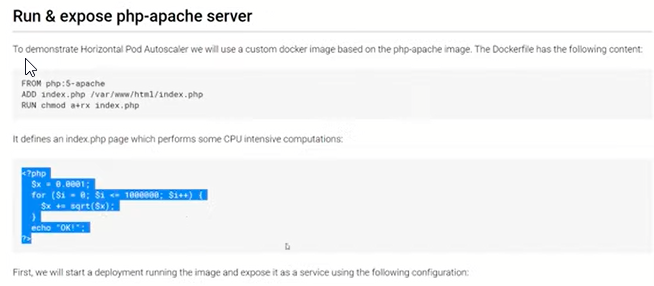 Run & expose php-apache server
To demonstrate Horizontal Pod Autoscaler we will use a custom docker image based on the php-apache image. The Dockerfile has the following content:
FROM php:5-apache
ADD index.php /var/www/html/index.php
RUN chmod a+rx index.php
It defines an index.php page which performs some CPU intensive computations:
<?php
$x = 0.0001;
for ($i = 0; $i <= 1000000; $i++) {
$x += sqrt($x);
}
echo "OK!";
?>
First, we will start a deployment running the image and expose it as a service using the following configuration: